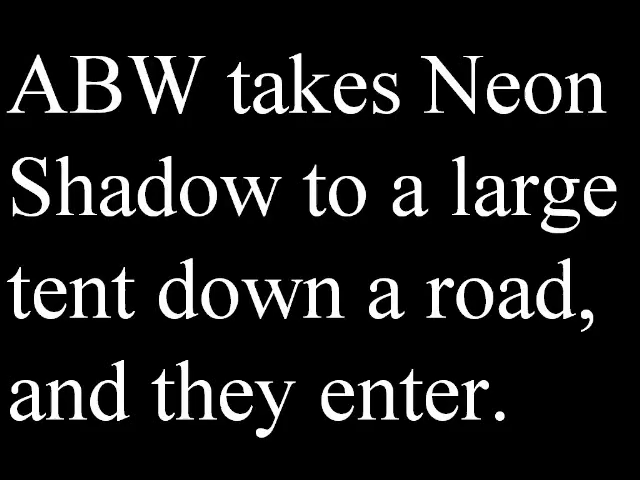 ABW takes Neon
Shadow to a large
tent down a road,
and they enter.